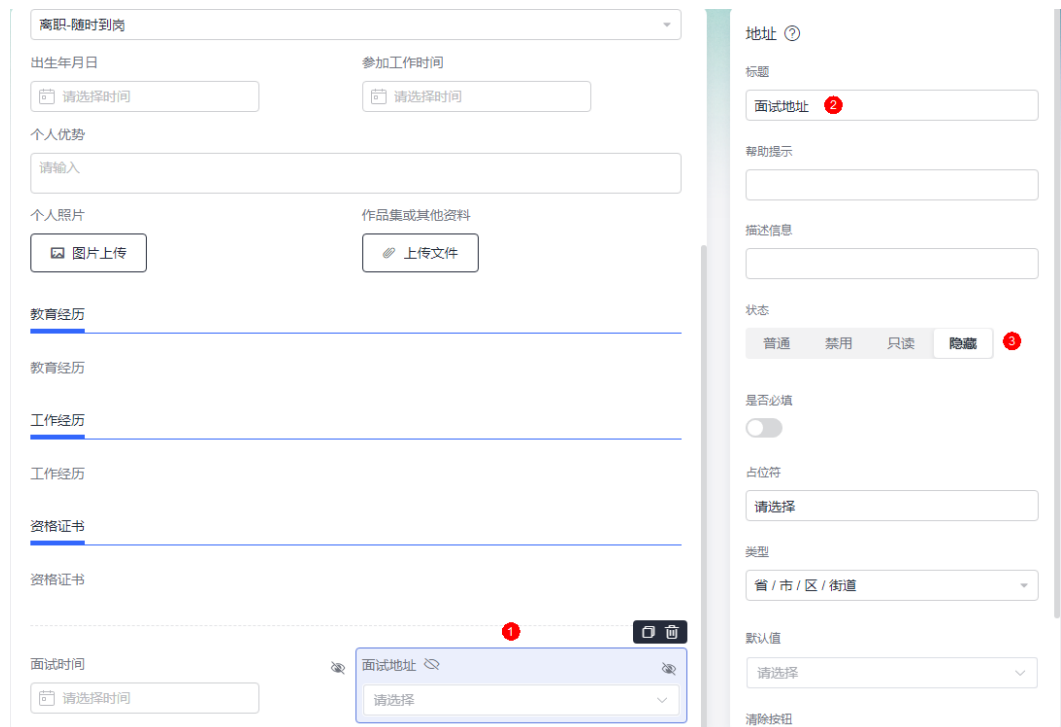 离职-随时到岗
出生年月日 参加工作时间
请选择时间 请选择时间
个人优势
请输入
个人照片 作品集或其他资料
图片上传 上传文件
教育经历
教育经历
工作经历
工作经历
资格证书
资格证书
1
面试时间 面试地址
请选择时间 请选择
地址
标题
面试地址 2
帮助提示
描述信息
状态
普通 禁用 只读 隐藏 3
是否必填
占位符
请选择
类型
省 / 市 / 区 / 街道
默认值
请选择
清除按钮